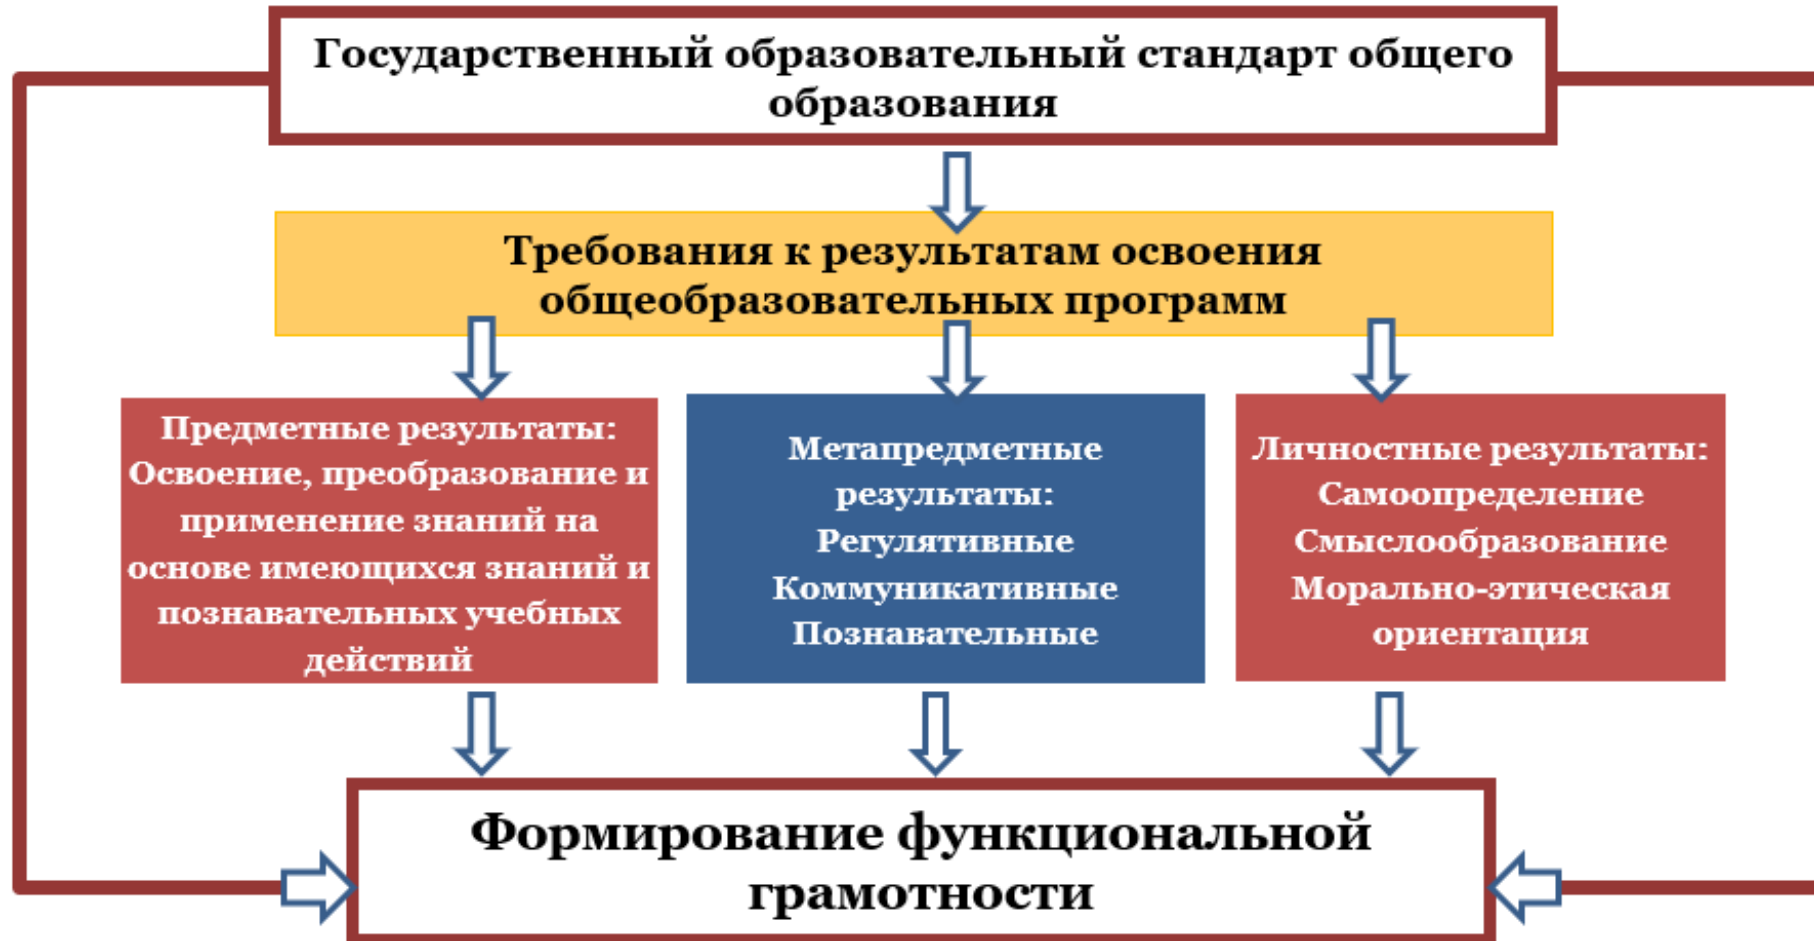 Государственный образовательный стандарт общего
образования
Требования к результатам освоения
общеобразовательных программ
Предметные результаты:
Освоение, преобразование и
применение знаний на
основе имеющихся знаний и
познавательных учебных
действий
Метапредметные
результаты:
Регулятивные
Коммуникативные
Познавательные
Личностные результаты:
Самоопределение
Смыслообразование
Морально-этическая
ориентация
Формирование функциональной
грамотности